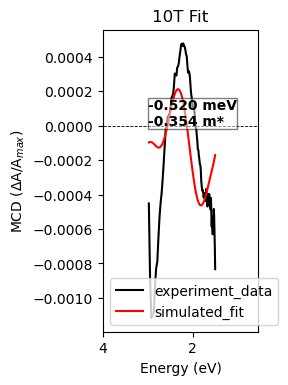 10T Fit
MCD (ΔA/A_max)
0.0004
0.0002
0.0000
−0.0002
−0.0004
−0.0006
−0.0008
−0.0010
-0.520 meV
-0.354 m*
experiment_data
simulated_fit
4 2
Energy (eV)